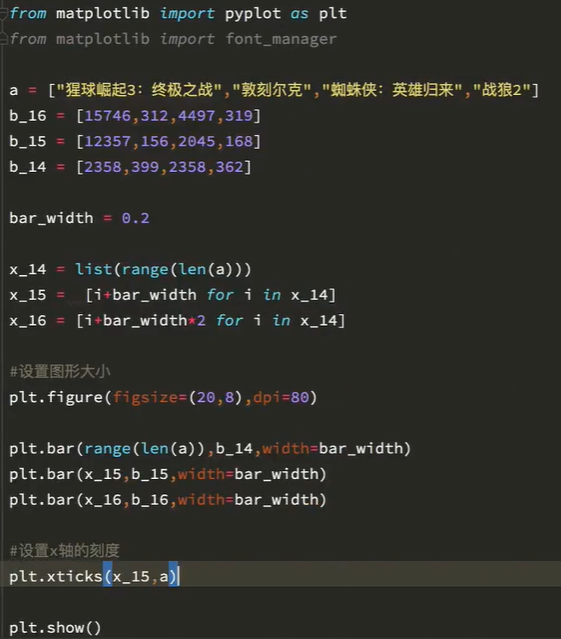 from matplotlib import pyplot as plt
from matplotlib import font_manager
a = ["猩球崛起3：终极之战","敦刻尔克","蜘蛛侠：英雄归来","战狼2"]
b_16 = [15746,312,4497,319]
b_15 = [12357,156,2045,168]
b_14 = [2358,399,2358,362]
bar_width = 0.2
x_14 = list(range(len(a)))
x_15 =  [i+bar_width for i in x_14]
x_16 = [i+bar_width*2 for i in x_14]
#设置图形大小
plt.figure(figsize=(20,8),dpi=80)
plt.bar(range(len(a)),b_14,width=bar_width)
plt.bar(x_15,b_15,width=bar_width)
plt.bar(x_16,b_16,width=bar_width)
#设置x轴的刻度
plt.xticks(x_15,a)
plt.show()